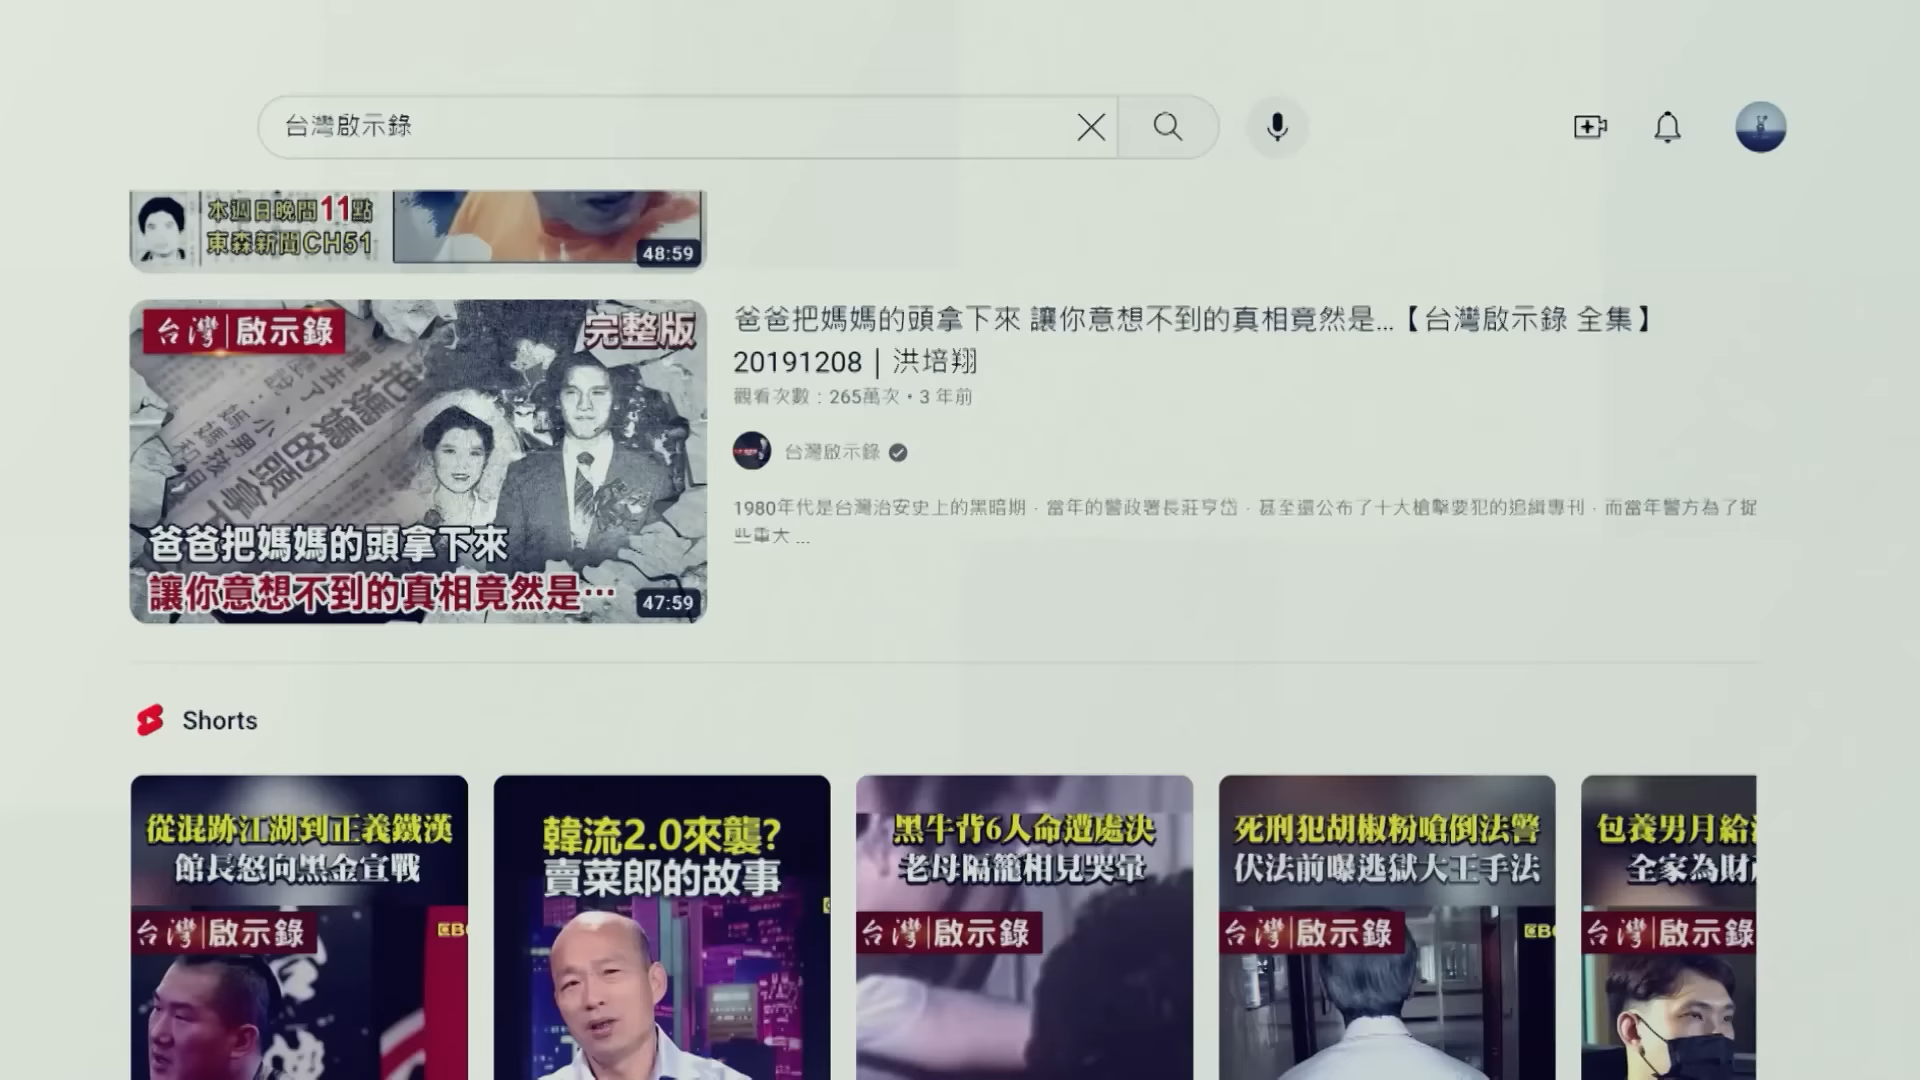 台灣啟示錄
本週日晚間11點
東森新聞CH51
48:59
台灣|啟示錄
完整版
爸爸把媽媽的頭拿下來
讓你意想不到的真相竟然是…
47:59
爸爸把媽媽的頭拿下來 讓你意想不到的真相竟然是...【台灣啟示錄 全集】
20191208｜洪培翔
觀看次數：265萬次・3 年前
台灣啟示錄
1980年代是台灣治安史上的黑暗期，當年的警政署長莊亨岱，甚至還公布了十大槍擊要犯的追緝專刊，而當年警方為了捉
些重大 ...
Shorts
從混跡江湖到正義鐵漢
館長怒向黑金宣戰
台灣|啟示錄
韓流2.0來襲?
賣菜郎的故事
黑牛背6人命遭處決
老母隔籠相見哭暈
台灣|啟示錄
死刑犯胡椒粉嗆倒法警
伏法前曝逃獄大王手法
台灣|啟示錄
包養男月給
全家為財
台灣|啟示錄